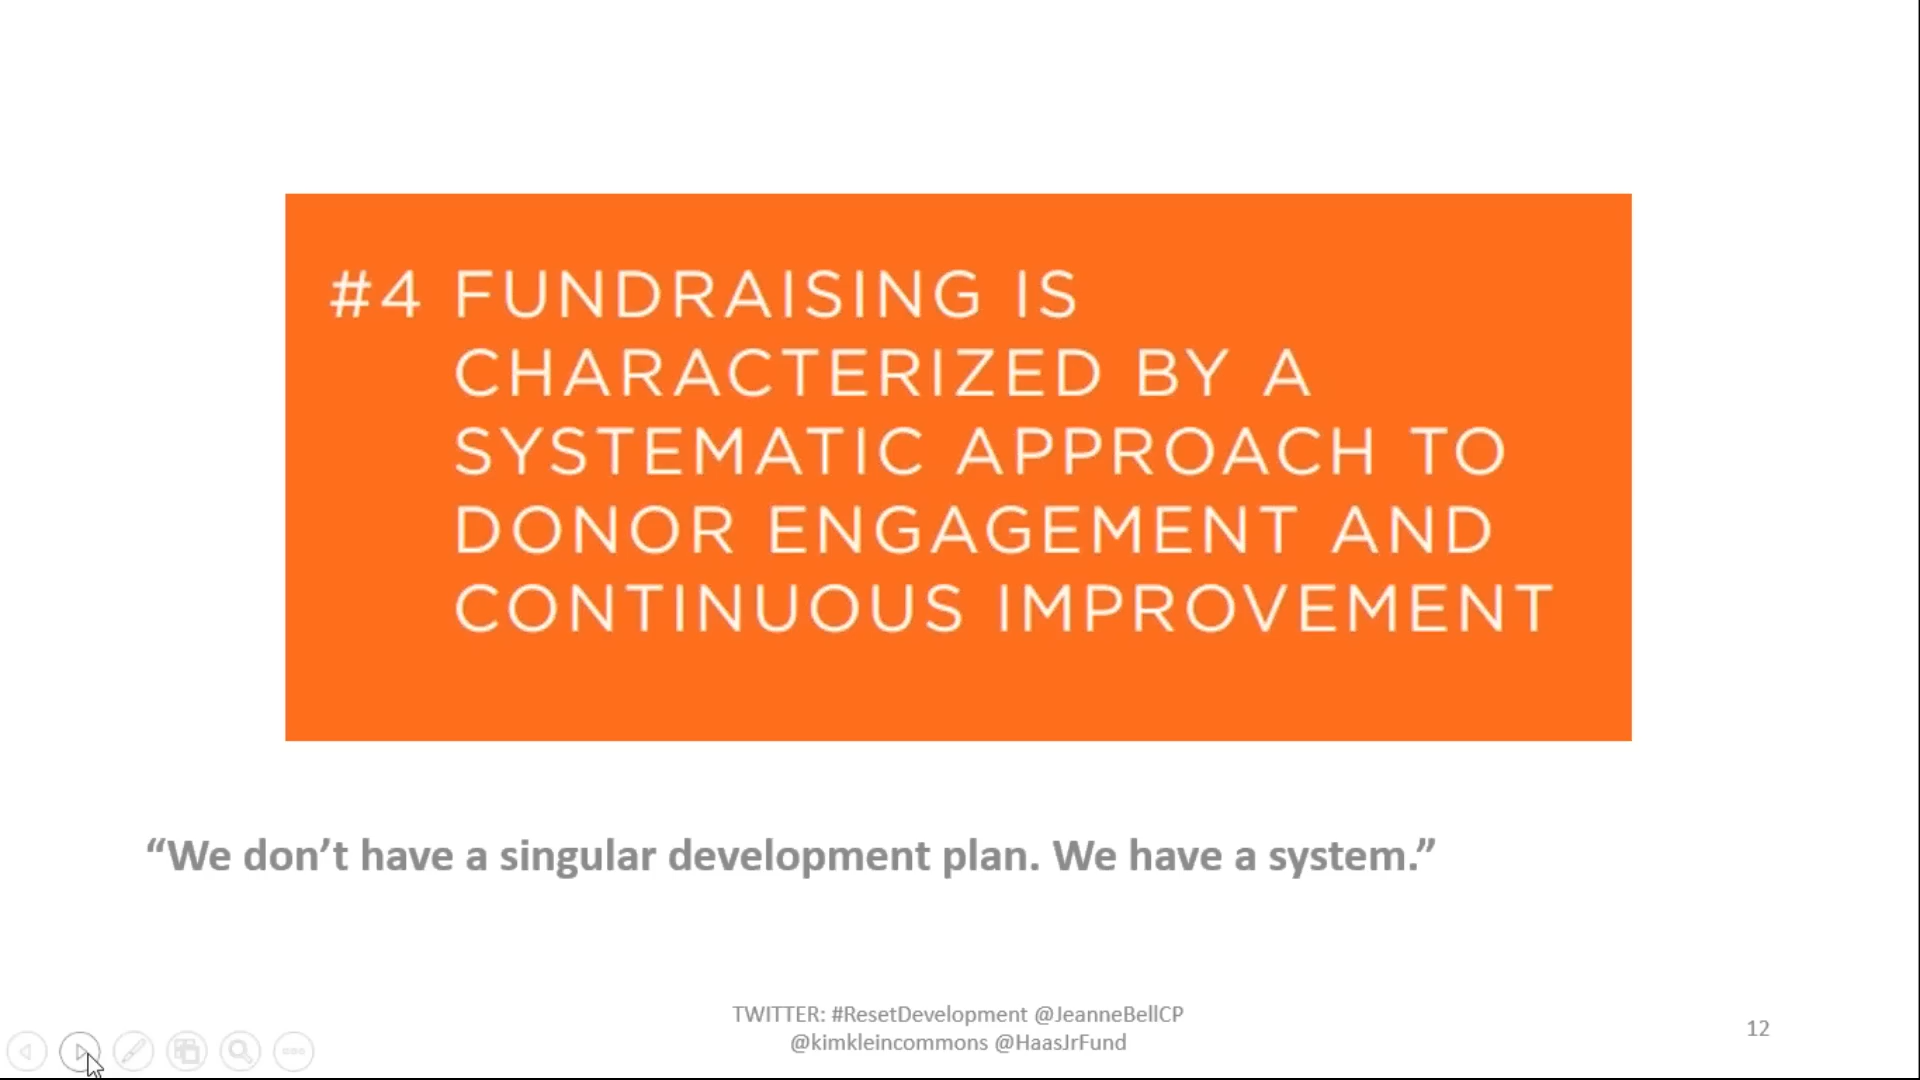 #4 FUNDRAISING IS
CHARACTERIZED BY A
SYSTEMATIC APPROACH TO
DONOR ENGAGEMENT AND
CONTINUOUS IMPROVEMENT
“We don’t have a singular development plan. We have a system.”
TWITTER: #ResetDevelopment @JeanneBellCP
@kimkleincommons @HaasJrFund
12